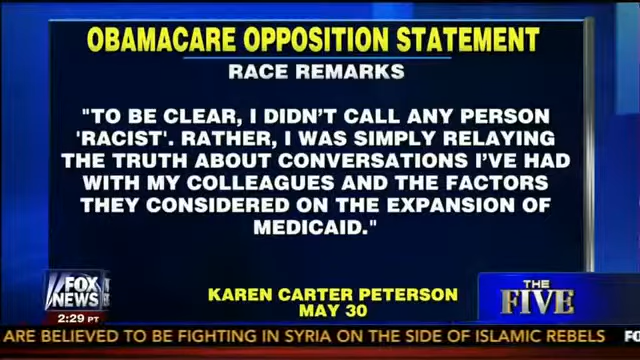 OBAMACARE OPPOSITION STATEMENT
RACE REMARKS
"TO BE CLEAR, I DIDN'T CALL ANY PERSON
'RACIST'. RATHER, I WAS SIMPLY RELAYING
THE TRUTH ABOUT CONVERSATIONS I'VE HAD
WITH MY COLLEAGUES AND THE FACTORS
THEY CONSIDERED ON THE EXPANSION OF
MEDICAID."
KAREN CARTER PETERSON
MAY 30
FOX
NEWS
2:29 PT
THE
FIVE
ARE BELIEVED TO BE FIGHTING IN SYRIA ON THE SIDE OF ISLAMIC REBELS